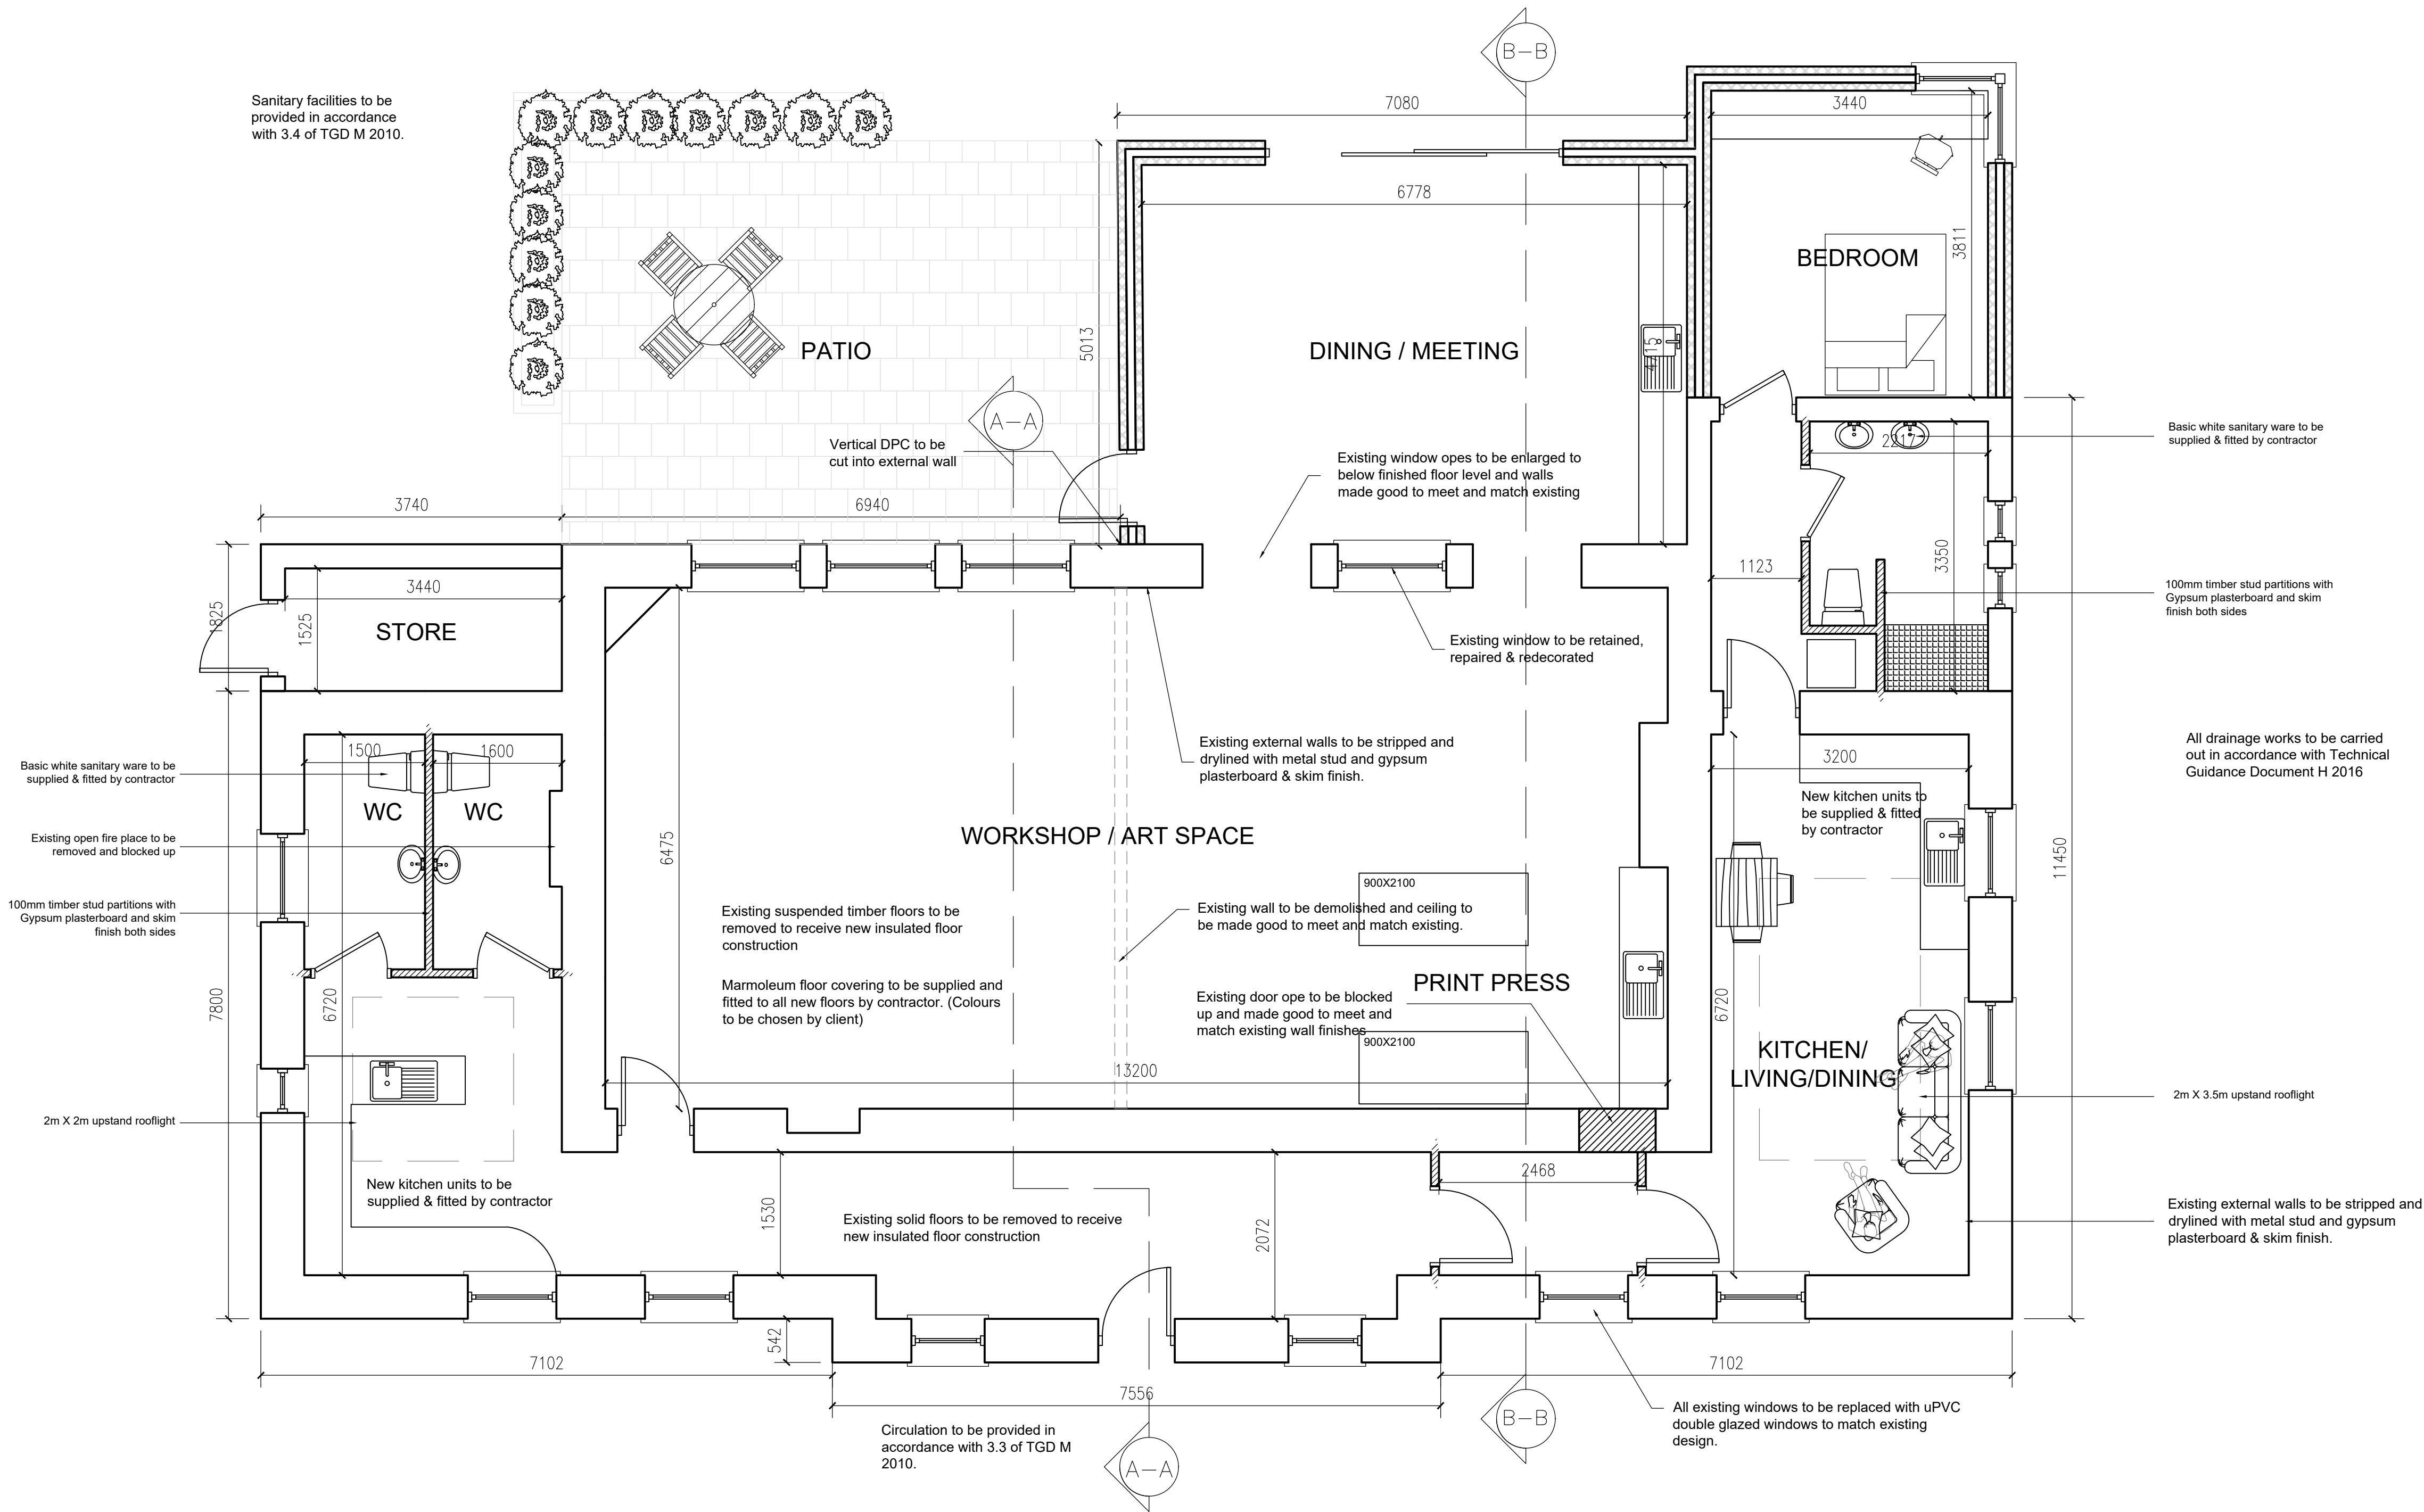 B-B
Sanitary facilities to be
provided in accordance
with 3.4 of TGD M 2010.
7080
3440
6778
3811
BEDROOM
5013
PATIO
DINING / MEETING
A-A
Vertical DPC to be
cut into external wall
Existing window opes to be enlarged to
below finished floor level and walls
made good to meet and match existing
2217
Basic white sanitary ware to be
supplied & fitted by contractor
3740
6940
3350
1123
100mm timber stud partitions with
Gypsum plasterboard and skim
finish both sides
3440
1825
1525
STORE
Existing window to be retained,
repaired & redecorated
Existing external walls to be stripped and
drylined with metal stud and gypsum
plasterboard & skim finish.
All drainage works to be carried
out in accordance with Technical
Guidance Document H 2016
1500
1600
3200
Basic white sanitary ware to be
supplied & fitted by contractor
WC
WC
New kitchen units to
be supplied & fitted
by contractor
Existing open fire place to be
removed and blocked up
6475
WORKSHOP / ART SPACE
11450
900X2100
100mm timber stud partitions with
Gypsum plasterboard and skim
finish both sides
Existing suspended timber floors to be
removed to receive new insulated floor
construction
Existing wall to be demolished and ceiling to
be made good to meet and match existing.
Marmoleum floor covering to be supplied and
fitted to all new floors by contractor. (Colours
to be chosen by client)
PRINT PRESS
Existing door ope to be blocked
up and made good to meet and
match existing wall finishes
900X2100
7800
6720
6720
13200
KITCHEN/
LIVING/DINING
2m X 2m upstand rooflight
2m X 3.5m upstand rooflight
New kitchen units to be
supplied & fitted by contractor
2468
1530
2072
Existing solid floors to be removed to receive
new insulated floor construction
Existing external walls to be stripped and
drylined with metal stud and gypsum
plasterboard & skim finish.
542
7102
7102
7556
All existing windows to be replaced with uPVC
double glazed windows to match existing
design.
B-B
Circulation to be provided in
accordance with 3.3 of TGD M
2010.
A-A